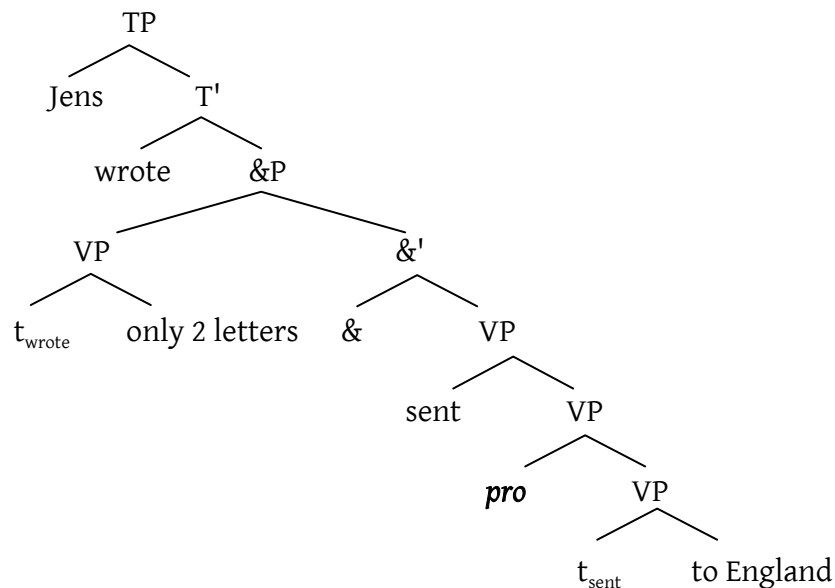 TP
Jens T'
wrote &P
VP &'
t_wrote only 2 letters & VP
sent VP
pro VP
t_sent to England